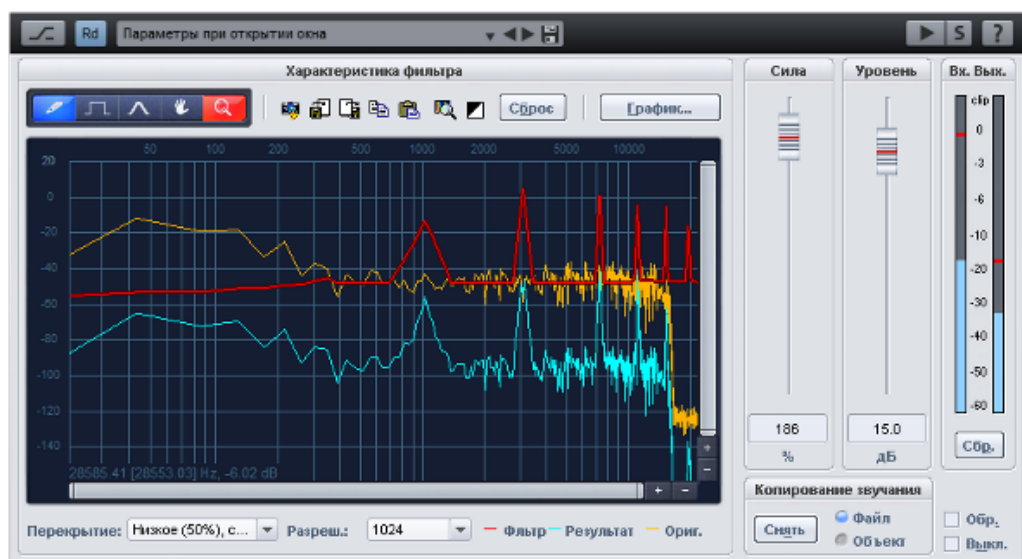 Rd Параметры при открытии окна S ?
Характеристика фильтра
Сброс График...
50 100 200 500 1000 2000 5000 10000
20
0
-20
-40
-60
-80
-100
-120
-140
28585.41 [28553.03] Hz, -6.02 dB
+ -
+ -
Перекрытие: Низкое (50%), с... Разреш.: 1024 Фльтр Результат Ориг.
Сила
186
%
Уровень
15.0
дБ
Вх. Вых.
clip
0
-3
-6
-10
-20
-30
-40
-50
-60
Сбр.
Копирование звучания
Снять
Файл
Объект
Обр.
Выкл.